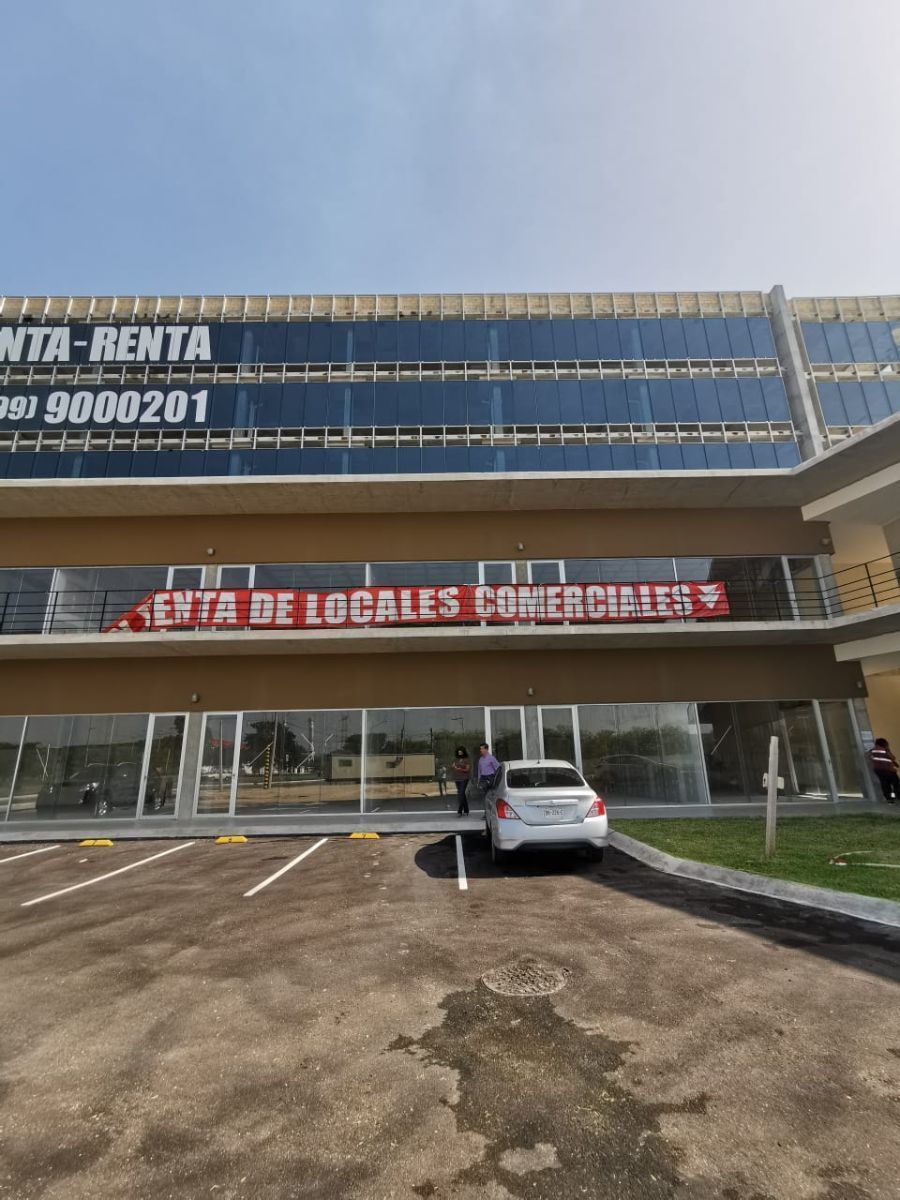 NTA-RENTA
99) 9000201
ENTA DE LOCALES COMERCIALES